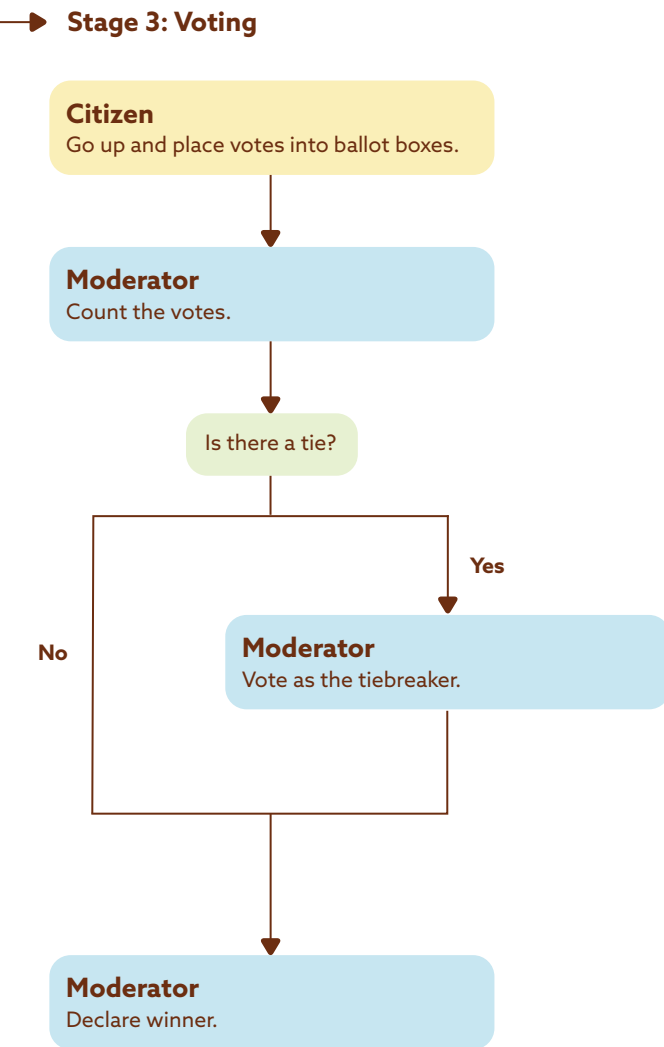 Stage 3: Voting
Citizen
Go up and place votes into ballot boxes.
Moderator
Count the votes.
Is there a tie?
Yes
No
Moderator
Vote as the tiebreaker.
Moderator
Declare winner.